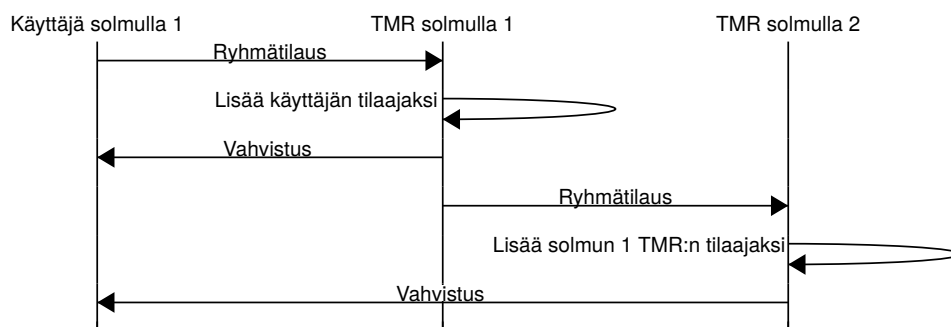 Käyttäjä solmulla 1
TMR solmulla 1
TMR solmulla 2
Ryhmätilaus
Lisää käyttäjän tilaajaksi
Vahvistus
Ryhmätilaus
Lisää solmun 1 TMR:n tilaajaksi
Vahvistus